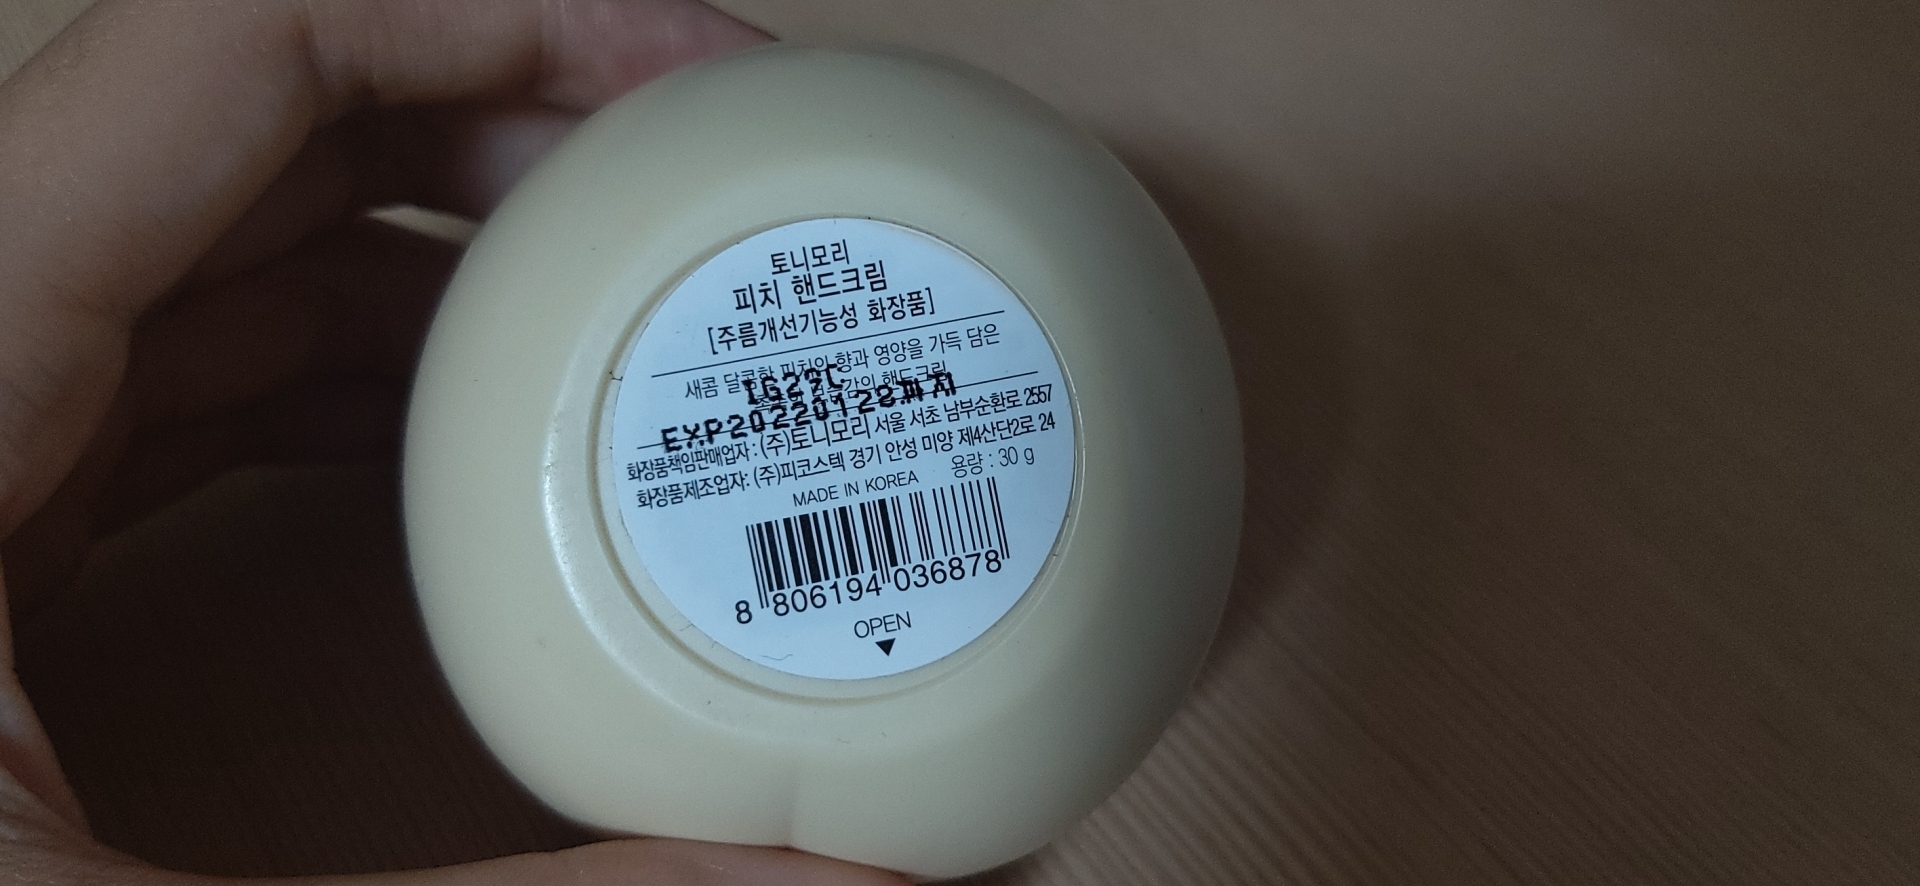 토니모리
피치 핸드크림
[주름개선기능성 화장품]
새콤 달콤한 피치의 향과 영양을 가득 담은
핸드크림
EXP20220128까지
화장품책임판매업자 : (주)토니모리 서울 서초 남부순환로 2557
화장품제조업자: (주)피코스텍 경기 안성 미양 제4산단2로 24
MADE IN KOREA 용량 : 30 g
8 806194 036878
OPEN